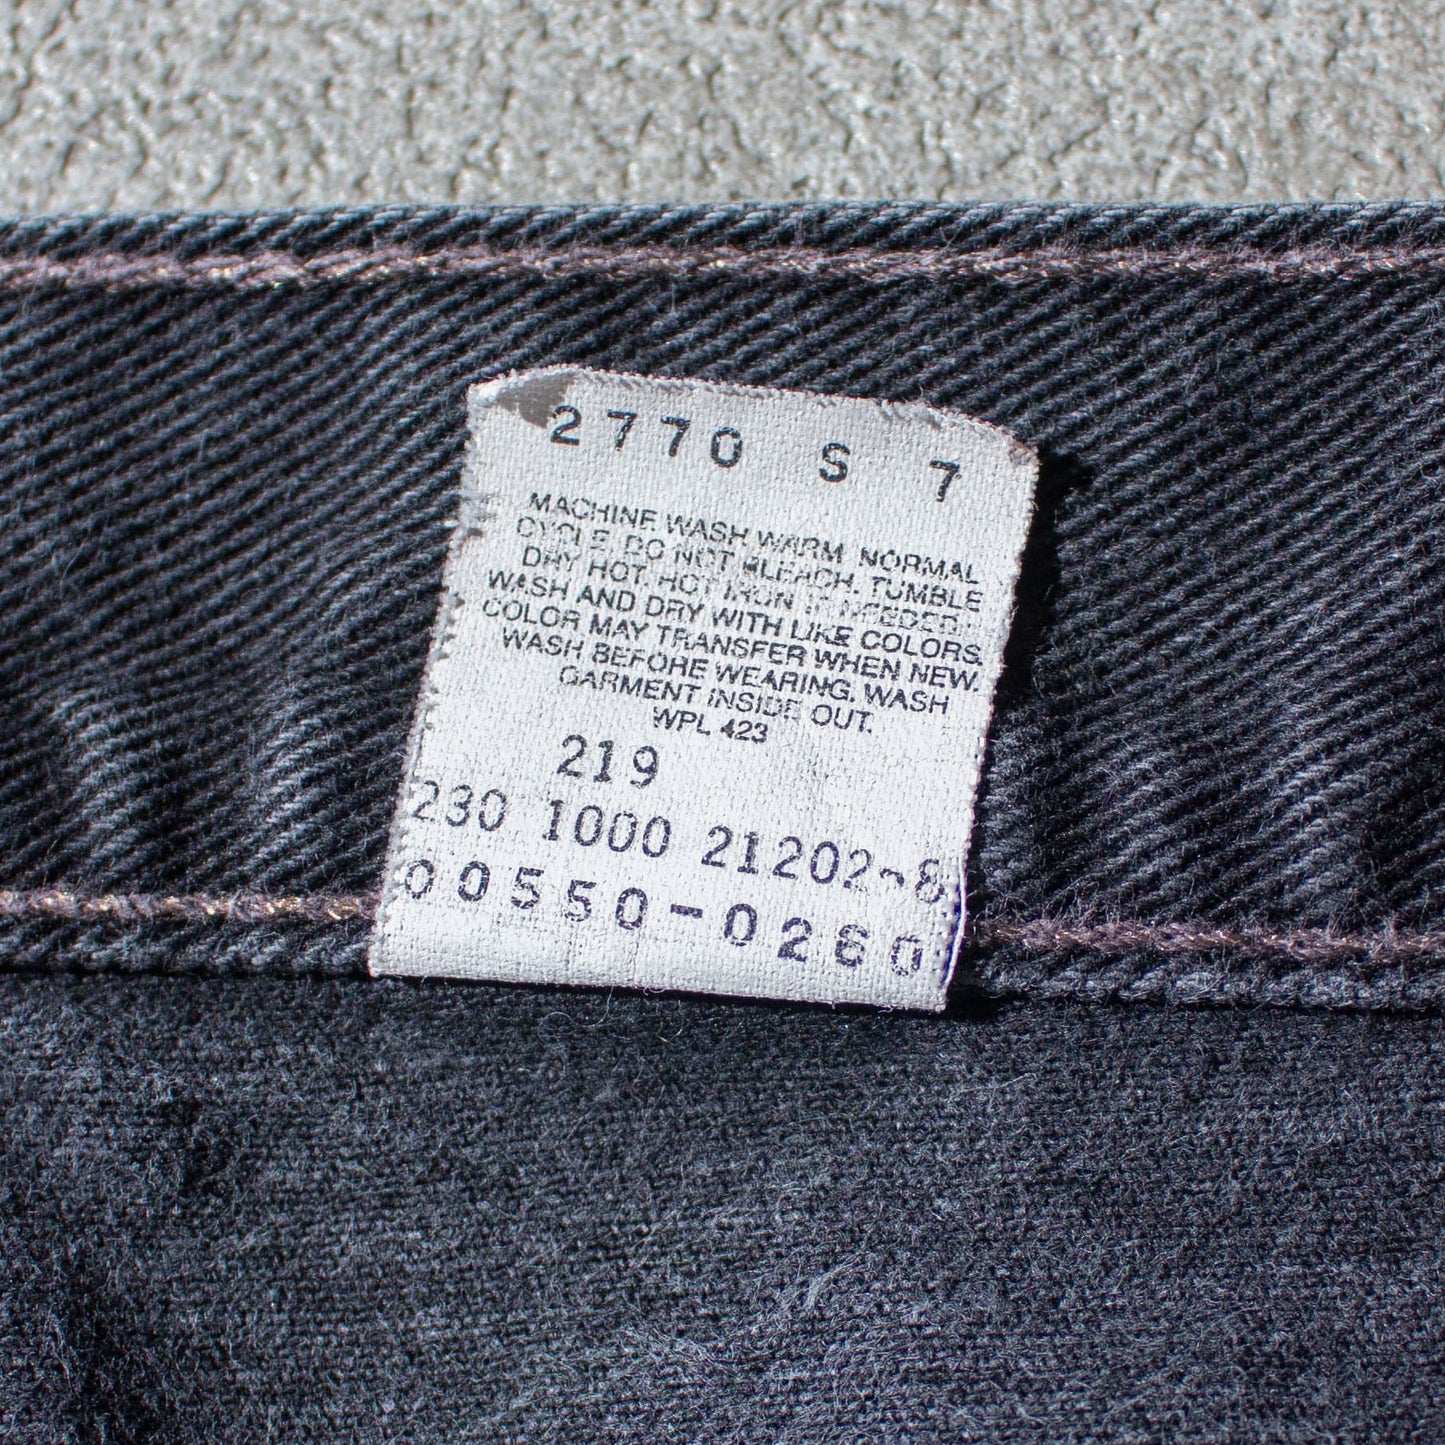 2770 S 7
MACHINE WASH WARM NORMAL
CYCLE. DO NOT BLEACH. TUMBLE
DRY HOT. HOT IRON IF NEEDED.
WASH AND DRY WITH LIKE COLORS.
COLOR MAY TRANSFER WHEN NEW.
WASH BEFORE WEARING. WASH
GARMENT INSIDE OUT.
WPL 423
219
230 1000 21202-8
00550-0260